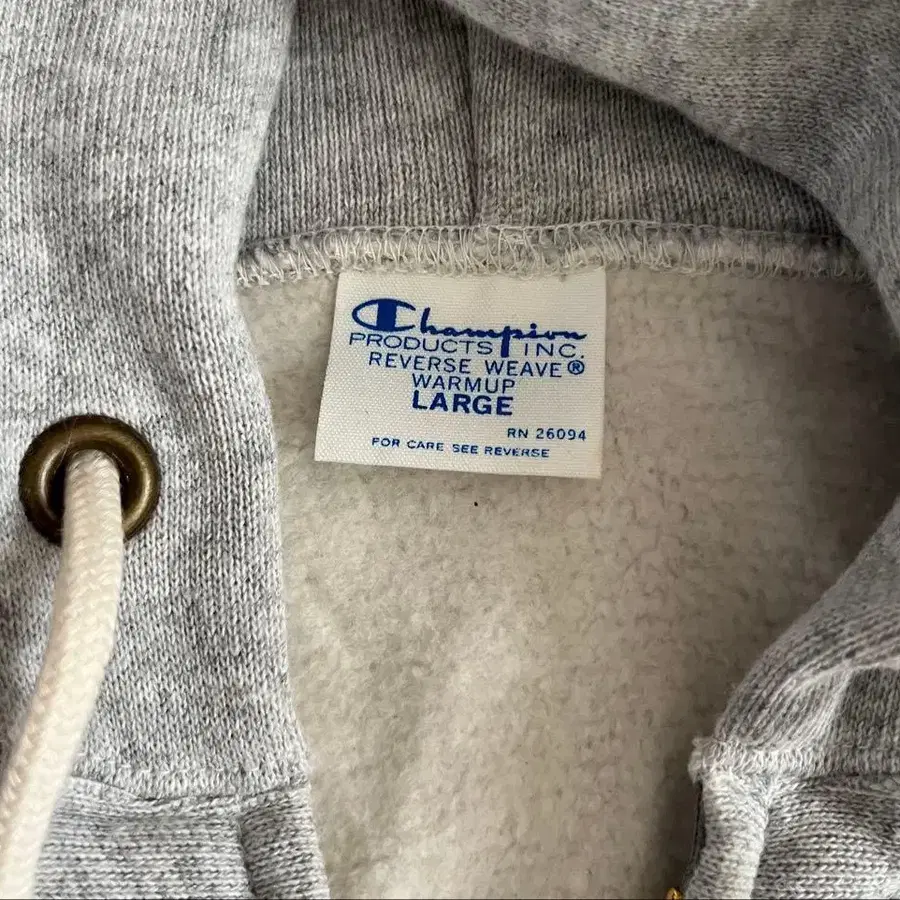 Champion
PRODUCTS INC.
REVERSE WEAVE®
WARMUP
LARGE
RN 26094
FOR CARE SEE REVERSE